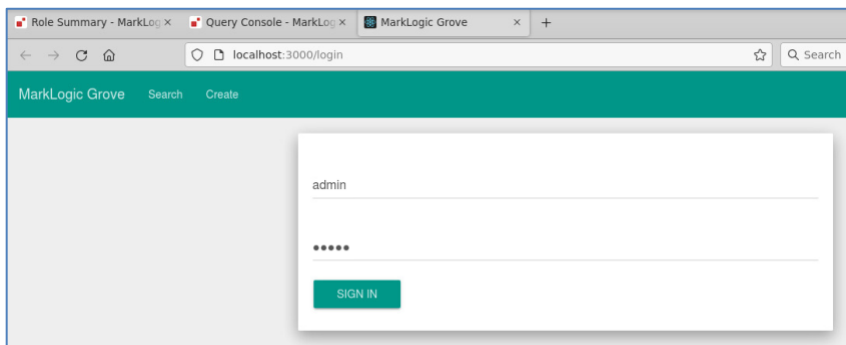 Role Summary - MarkLog
Query Console - MarkLog
MarkLogic Grove
localhost:3000/login
Search
MarkLogic Grove Search Create
admin
•••••
SIGN IN